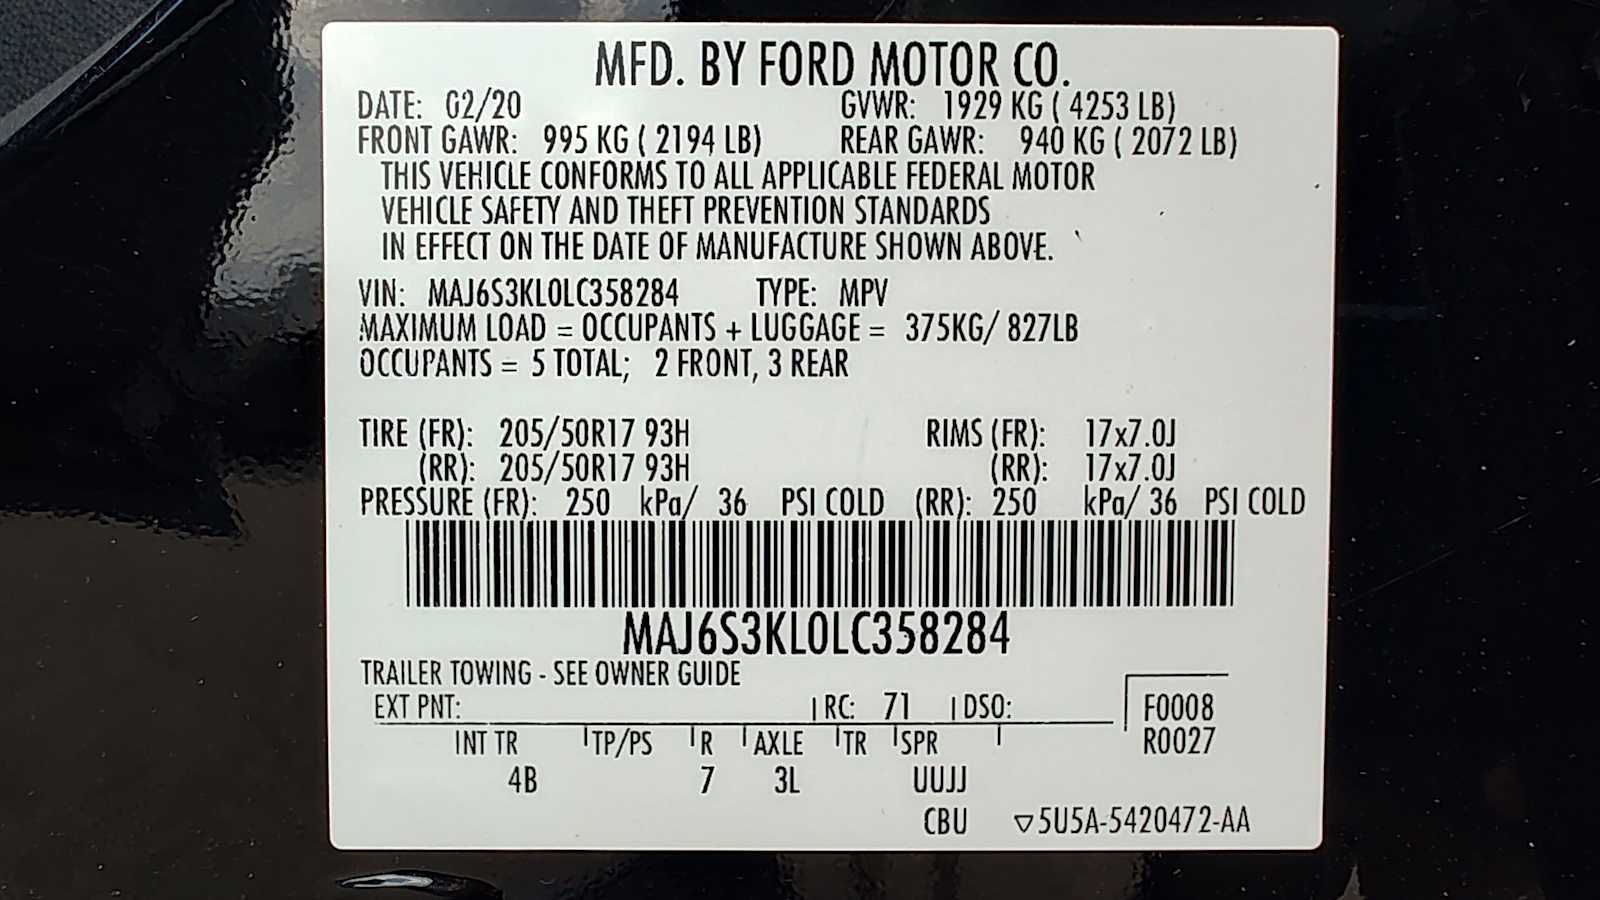 MFD. BY FORD MOTOR CO.
DATE: 02/20 GVWR: 1929 KG ( 4253 LB)
FRONT GAWR: 995 KG ( 2194 LB) REAR GAWR: 940 KG ( 2072 LB)
THIS VEHICLE CONFORMS TO ALL APPLICABLE FEDERAL MOTOR
VEHICLE SAFETY AND THEFT PREVENTION STANDARDS
IN EFFECT ON THE DATE OF MANUFACTURE SHOWN ABOVE.
VIN: MAJ6S3KL0LC358284 TYPE: MPV
MAXIMUM LOAD = OCCUPANTS + LUGGAGE = 375KG/ 827LB
OCCUPANTS = 5 TOTAL; 2 FRONT, 3 REAR
TIRE (FR): 205/50R17 93H RIMS (FR): 17x7.0J
(RR): 205/50R17 93H (RR): 17x7.0J
PRESSURE (FR): 250 kPa/ 36 PSI COLD (RR): 250 kPa/ 36 PSI COLD
MAJ6S3KL0LC358284
TRAILER TOWING - SEE OWNER GUIDE
EXT PNT: RC: 71 DSO: F0008
INT TR TP/PS R AXLE TR SPR R0027
4B 7 3L UUJJ
CBU ▽5U5A-5420472-AA